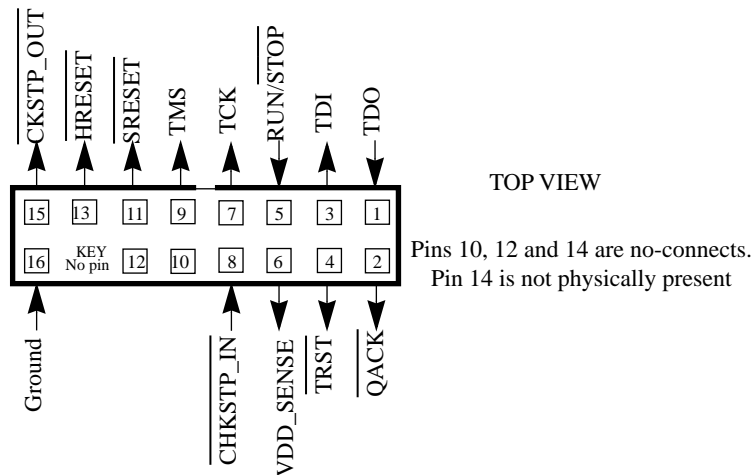 CKSTP_OUT
HRESET
SRESET
TMS
TCK
RUN/STOP
TDI
TDO
TOP VIEW
15 13 11 9 7 5 3 1
KEY
16 No pin 12 10 8 6 4 2
Pins 10, 12 and 14 are no-connects.
Pin 14 is not physically present
Ground
CHKSTP_IN
VDD_SENSE
TRST
QACK